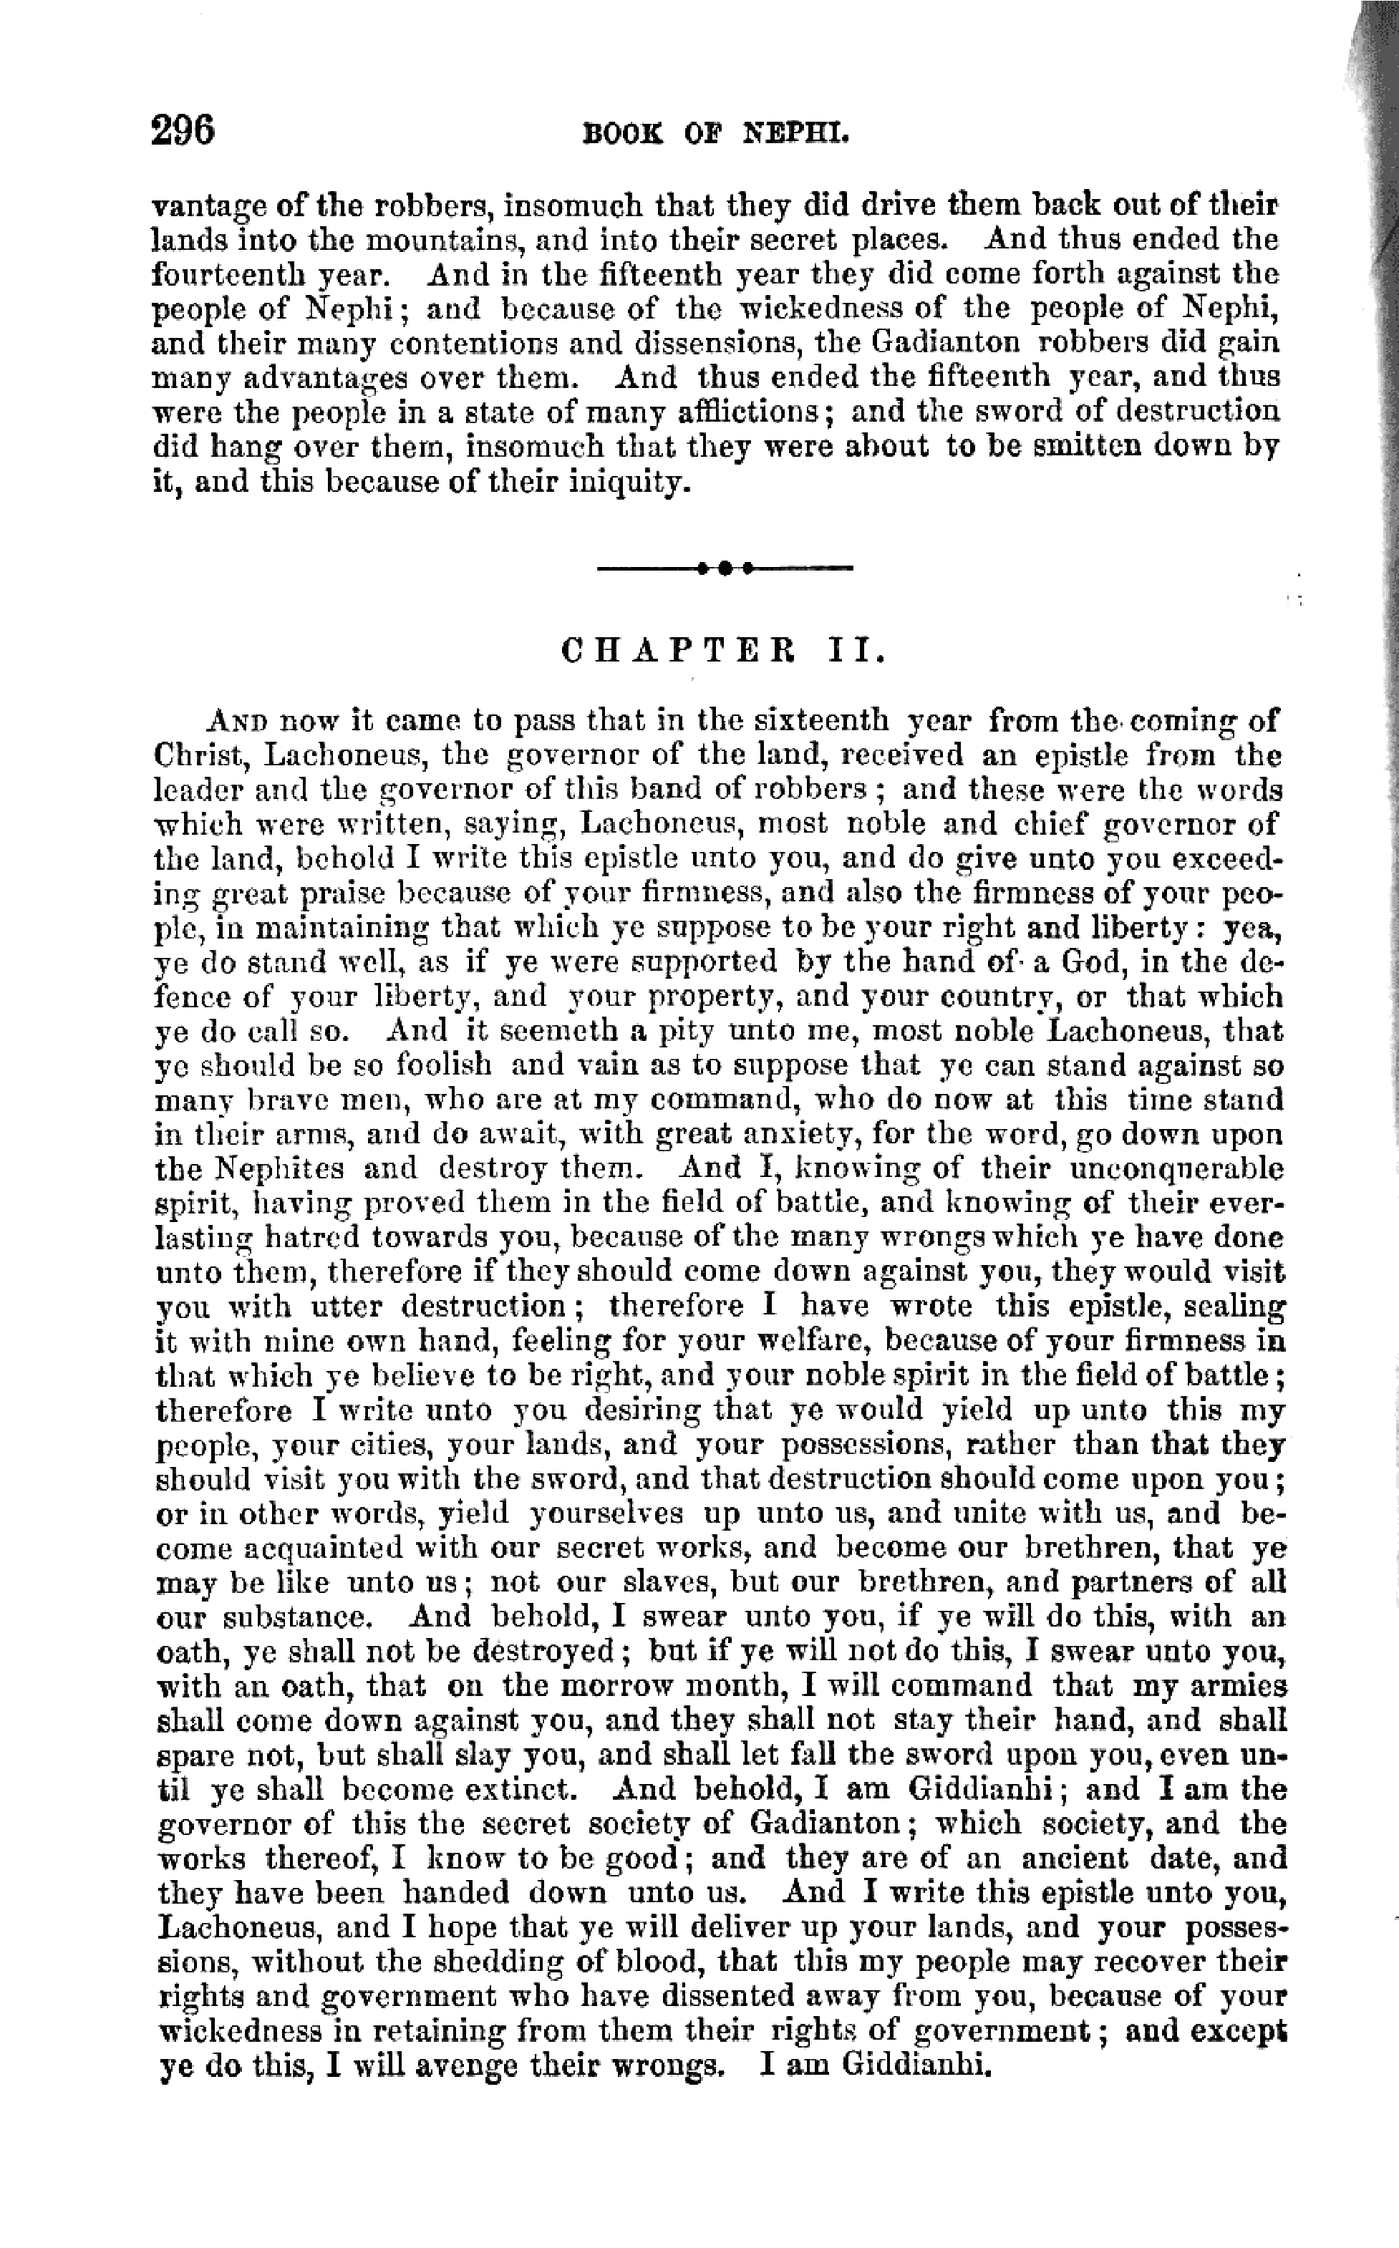 296 BOOK OF NEPHI.
vantage of the robbers, insomuch that they did drive them back out of their
lands into the mountains, and into their secret places. And thus ended the
fourteenth year. And in the fifteenth year they did come forth against the
people of Nephi; and because of the wickedness of the people of Nephi,
and their many contentions and dissensions, the Gadianton robbers did gain
many advantages over them. And thus ended the fifteenth year, and thus
were the people in a state of many afflictions; and the sword of destruction
did hang over them, insomuch that they were about to be smitten down by
it, and this because of their iniquity.
CHAPTER II.
AND now it came to pass that in the sixteenth year from the coming of
Christ, Lachoneus, the governor of the land, received an epistle from the
leader and the governor of this band of robbers; and these were the words
which were written, saying, Lachoneus, most noble and chief governor of
the land, behold I write this epistle unto you, and do give unto you exceed-
ing great praise because of your firmness, and also the firmness of your peo-
ple, in maintaining that which ye suppose to be your right and liberty: yea,
ye do stand well, as if ye were supported by the hand of a God, in the de-
fence of your liberty, and your property, and your country, or that which
ye do call so. And it seemeth a pity unto me, most noble Lachoneus, that
ye should be so foolish and vain as to suppose that ye can stand against so
many brave men, who are at my command, who do now at this time stand
in their arms, and do await, with great anxiety, for the word, go down upon
the Nephites and destroy them. And I, knowing of their unconquerable
spirit, having proved them in the field of battle, and knowing of their ever-
lasting hatred towards you, because of the many wrongs which ye have done
unto them, therefore if they should come down against you, they would visit
you with utter destruction; therefore I have wrote this epistle, sealing
it with mine own hand, feeling for your welfare, because of your firmness in
that which ye believe to be right, and your noble spirit in the field of battle;
therefore I write unto you desiring that ye would yield up unto this my
people, your cities, your lands, and your possessions, rather than that they
should visit you with the sword, and that destruction should come upon you;
or in other words, yield yourselves up unto us, and unite with us, and be-
come acquainted with our secret works, and become our brethren, that ye
may be like unto us; not our slaves, but our brethren, and partners of all
our substance. And behold, I swear unto you, if ye will do this, with an
oath, ye shall not be destroyed; but if ye will not do this, I swear unto you,
with an oath, that on the morrow month, I will command that my armies
shall come down against you, and they shall not stay their hand, and shall
spare not, but shall slay you, and shall let fall the sword upon you, even un-
til ye shall become extinct. And behold, I am Giddianhi; and I am the
governor of this the secret society of Gadianton; which society, and the
works thereof, I know to be good; and they are of an ancient date, and
they have been handed down unto us. And I write this epistle unto you,
Lachoneus, and I hope that ye will deliver up your lands, and your posses-
sions, without the shedding of blood, that this my people may recover their
rights and government who have dissented away from you, because of your
wickedness in retaining from them their rights of government; and except
ye do this, I will avenge their wrongs. I am Giddianhi.